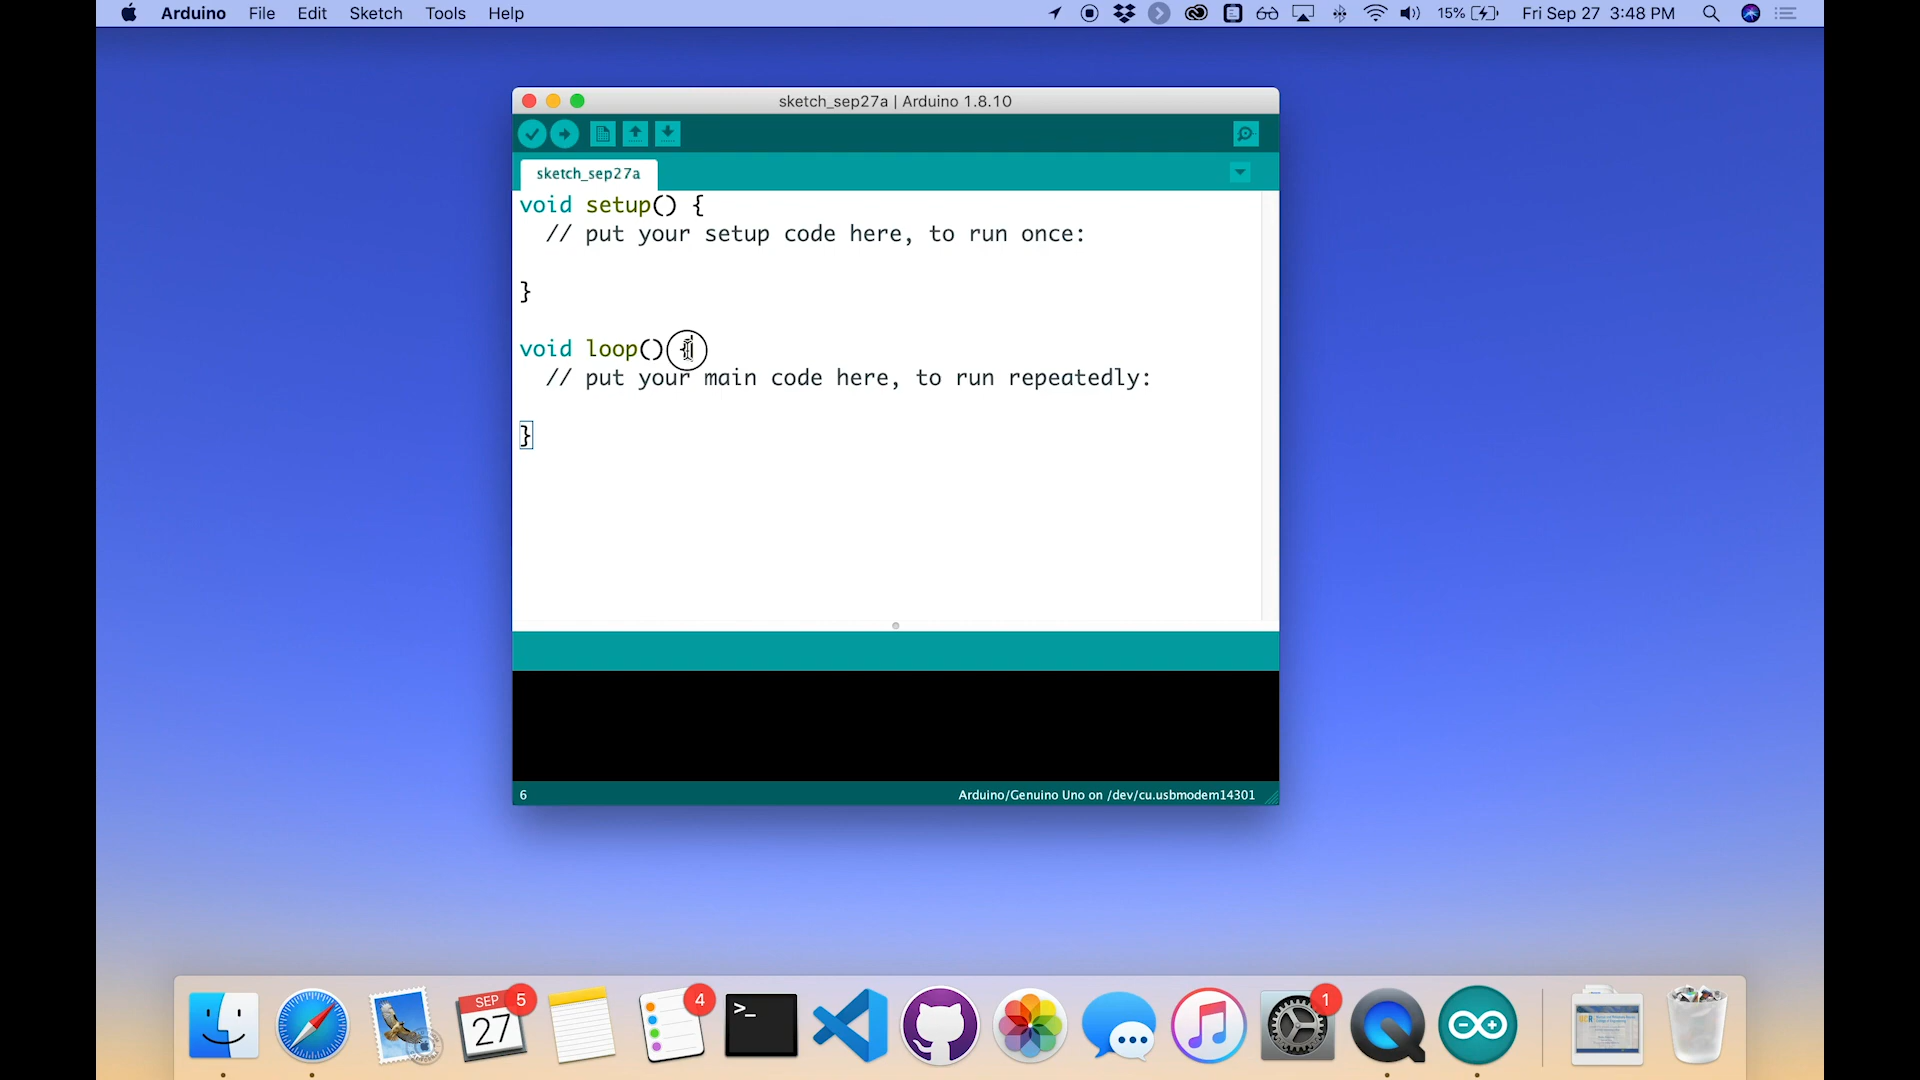 Arduino File Edit Sketch Tools Help 15% Fri Sep 27 3:48 PM
sketch_sep27a | Arduino 1.8.10
sketch_sep27a
void setup() {
// put your setup code here, to run once:
}
void loop() {
// put your main code here, to run repeatedly:
}
6 Arduino/Genuino Uno on /dev/cu.usbmodem14301
SEP 5 4 1
27 >_